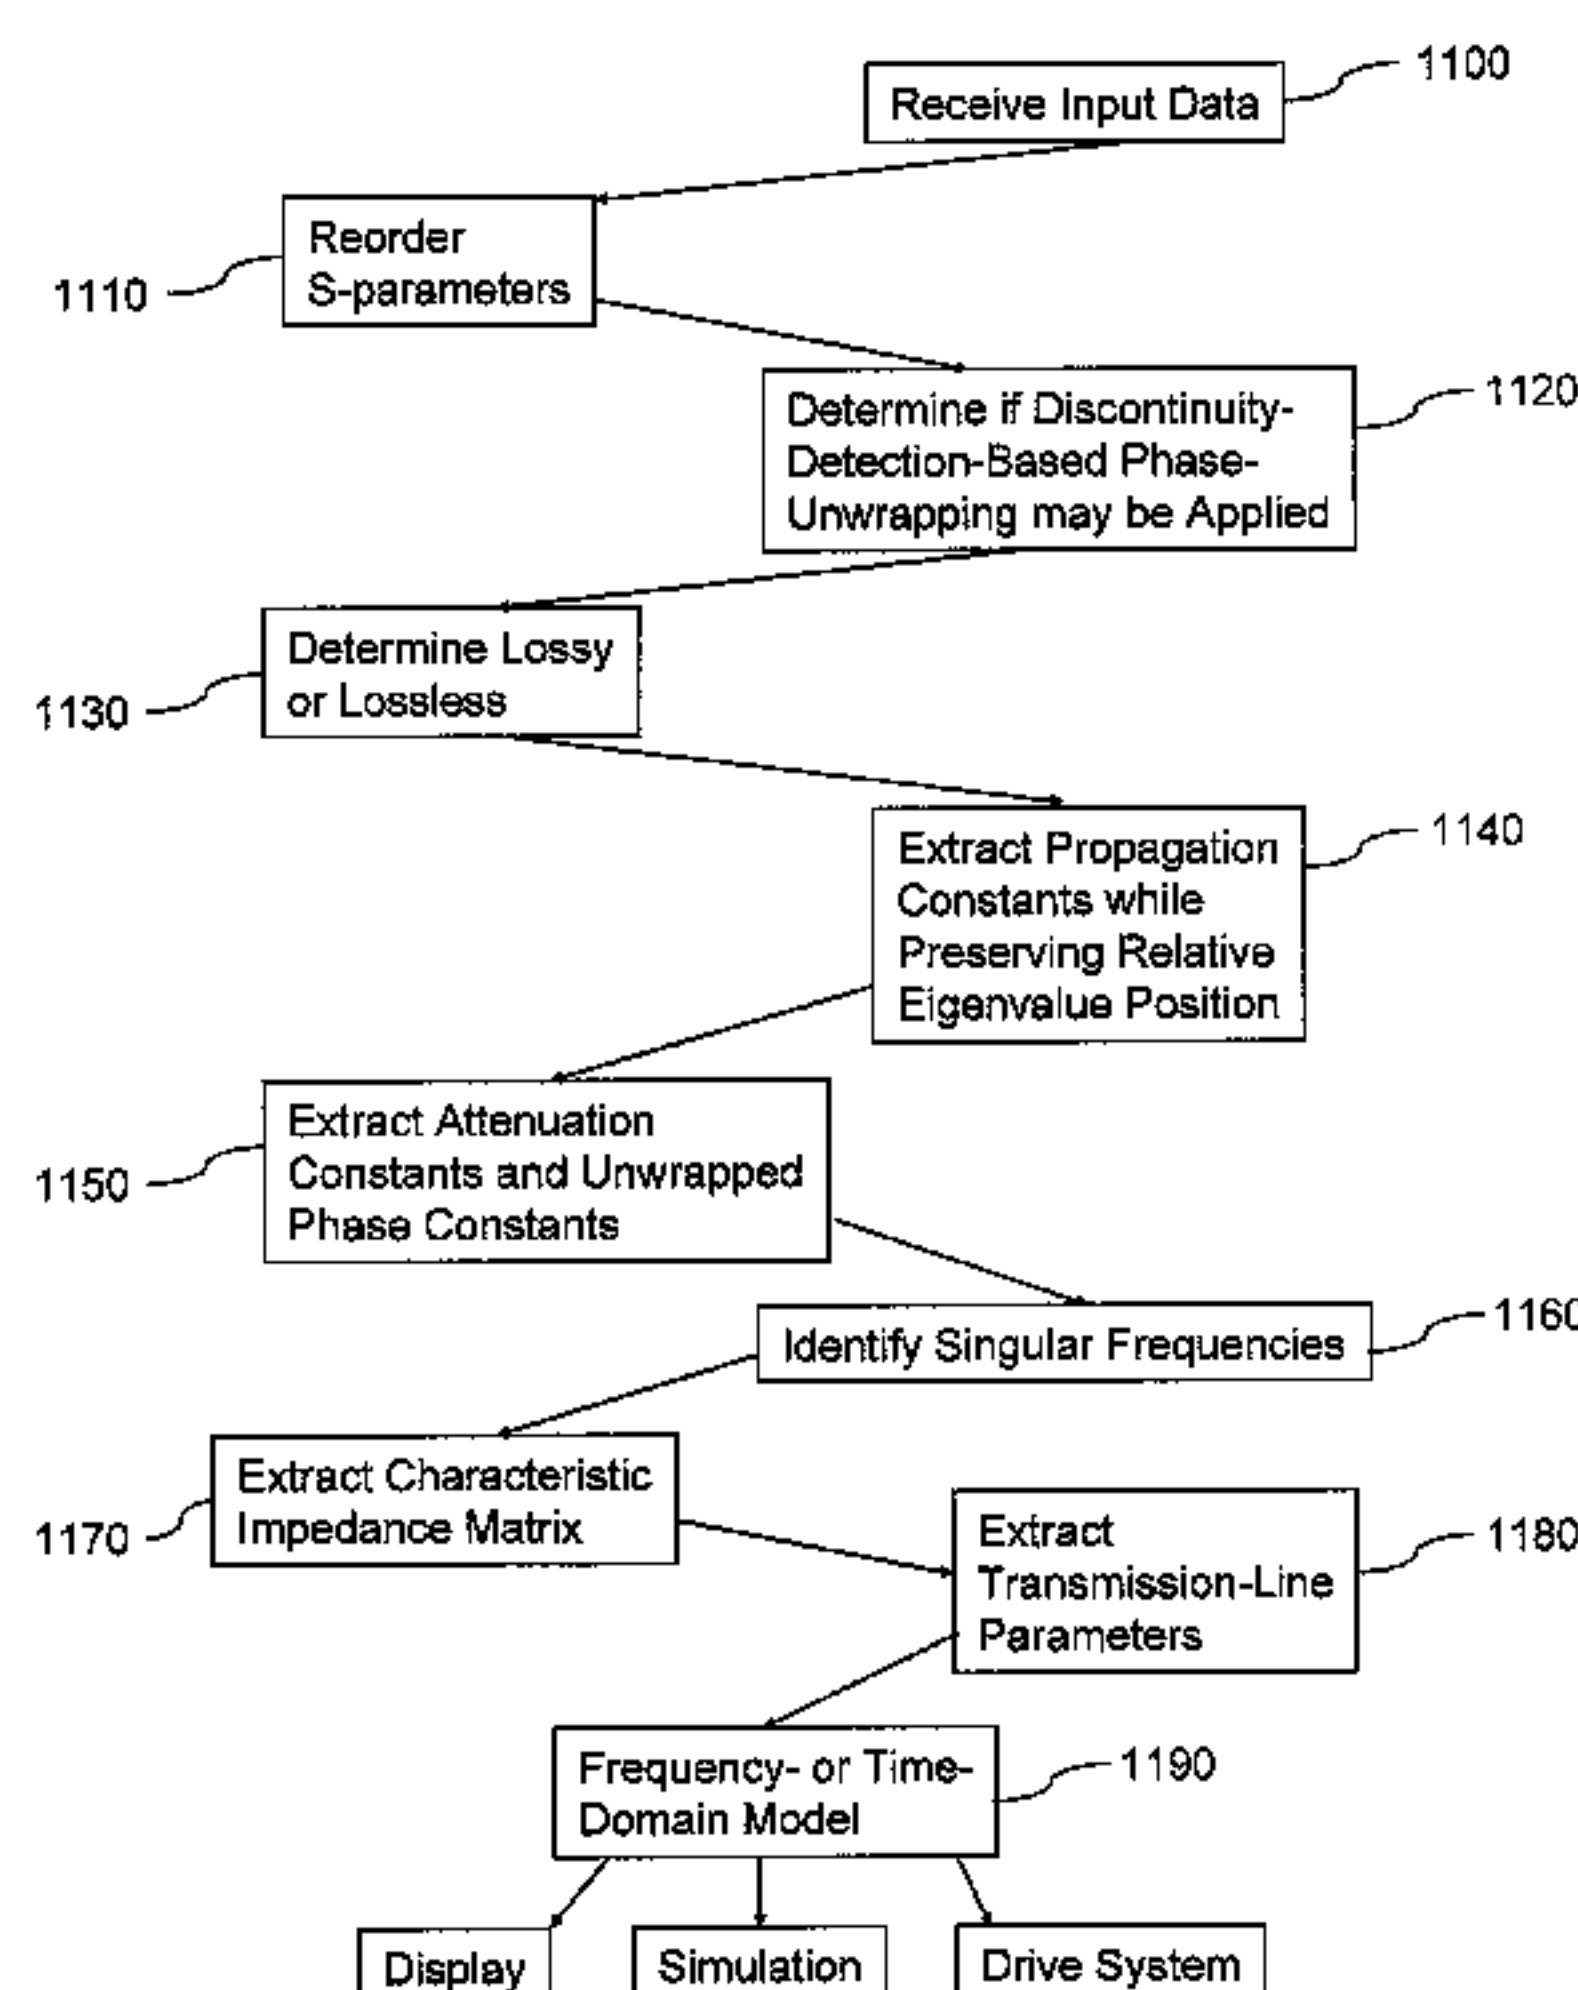 1100
Receive Input Data
Reorder
S-parameters
1110
1120
Determine if Discontinuity-
Detection-Based Phase-
Unwrapping may be Applied
Determine Lossy
or Lossless
1130
1140
Extract Propagation
Constants while
Preserving Relative
Eigenvalue Position
Extract Attenuation
Constants and Unwrapped
Phase Constants
1150
1160
Identify Singular Frequencies
Extract Characteristic
Impedance Matrix
1170
1180
Extract
Transmission-Line
Parameters
1190
Frequency- or Time-
Domain Model
Display
Simulation
Drive System